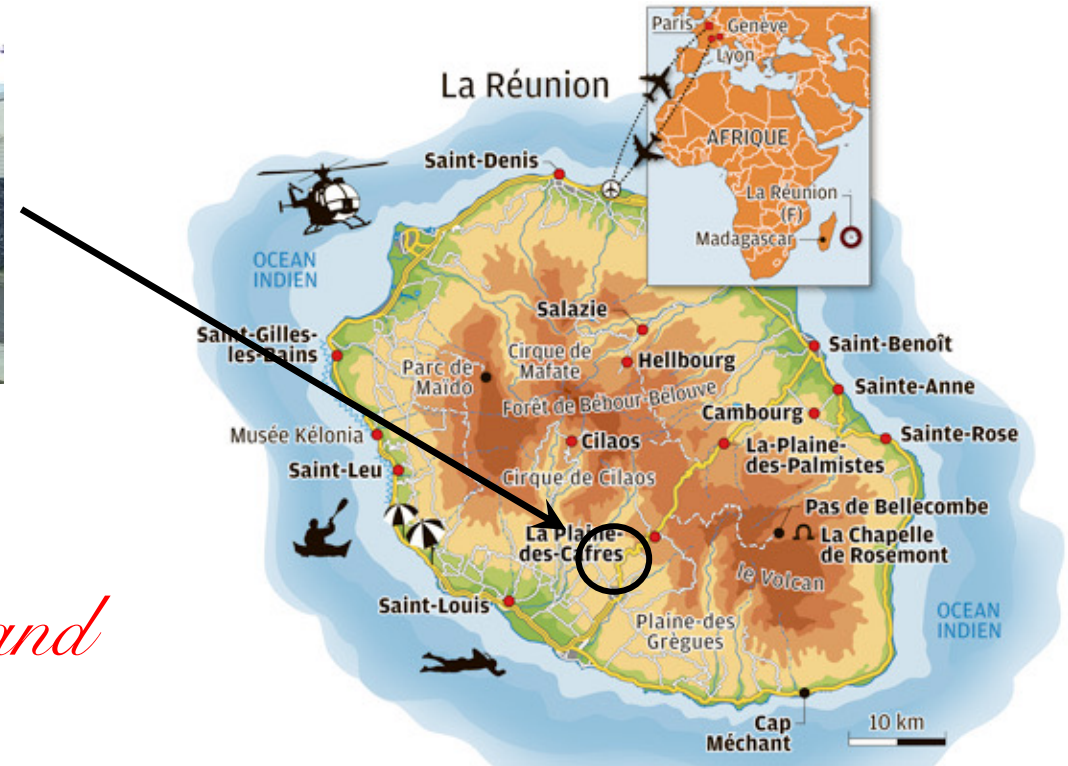 Paris
Genève
Lyon
La Réunion
AFRIQUE
Saint-Denis
La Réunion
(F)
Madagascar
OCEAN
INDIEN
Salazie
Saint-Gilles-
les-Bains
Saint-Benoît
Cirque de
Mafate
Hellbourg
Parc de
Maïdo
Sainte-Anne
Forêt de Bébour-Bélouve
Cambourg
Musée Kélonia
Cilaos
La-Plaine-
des-Palmistes
Sainte-Rose
Saint-Leu
Cirque de Cilaos
Pas de Bellecombe
La Plaine-
des-Cafres
La Chapelle
de Rosemont
le Volcan
Saint-Louis
Plaine-des
Grègues
OCEAN
INDIEN
and
Cap
Méchant
10 km